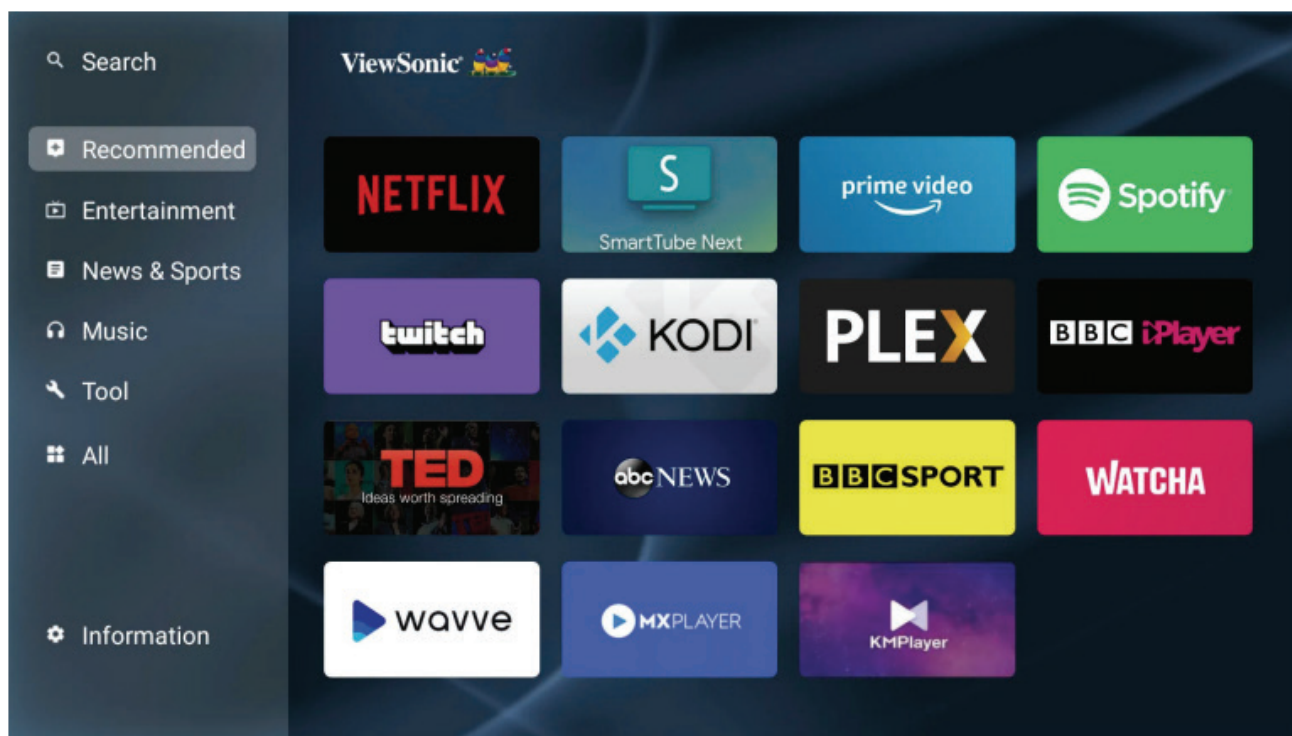 Search
Recommended
Entertainment
News & Sports
Music
Tool
All
Information
ViewSonic®
NETFLIX
S
SmartTube Next
prime video
Spotify
twitch
KODI
PLEX
BBC iPlayer
TED
Ideas worth spreading
abc NEWS
BBC SPORT
WATCHA
wavve
MXPLAYER
KMPlayer